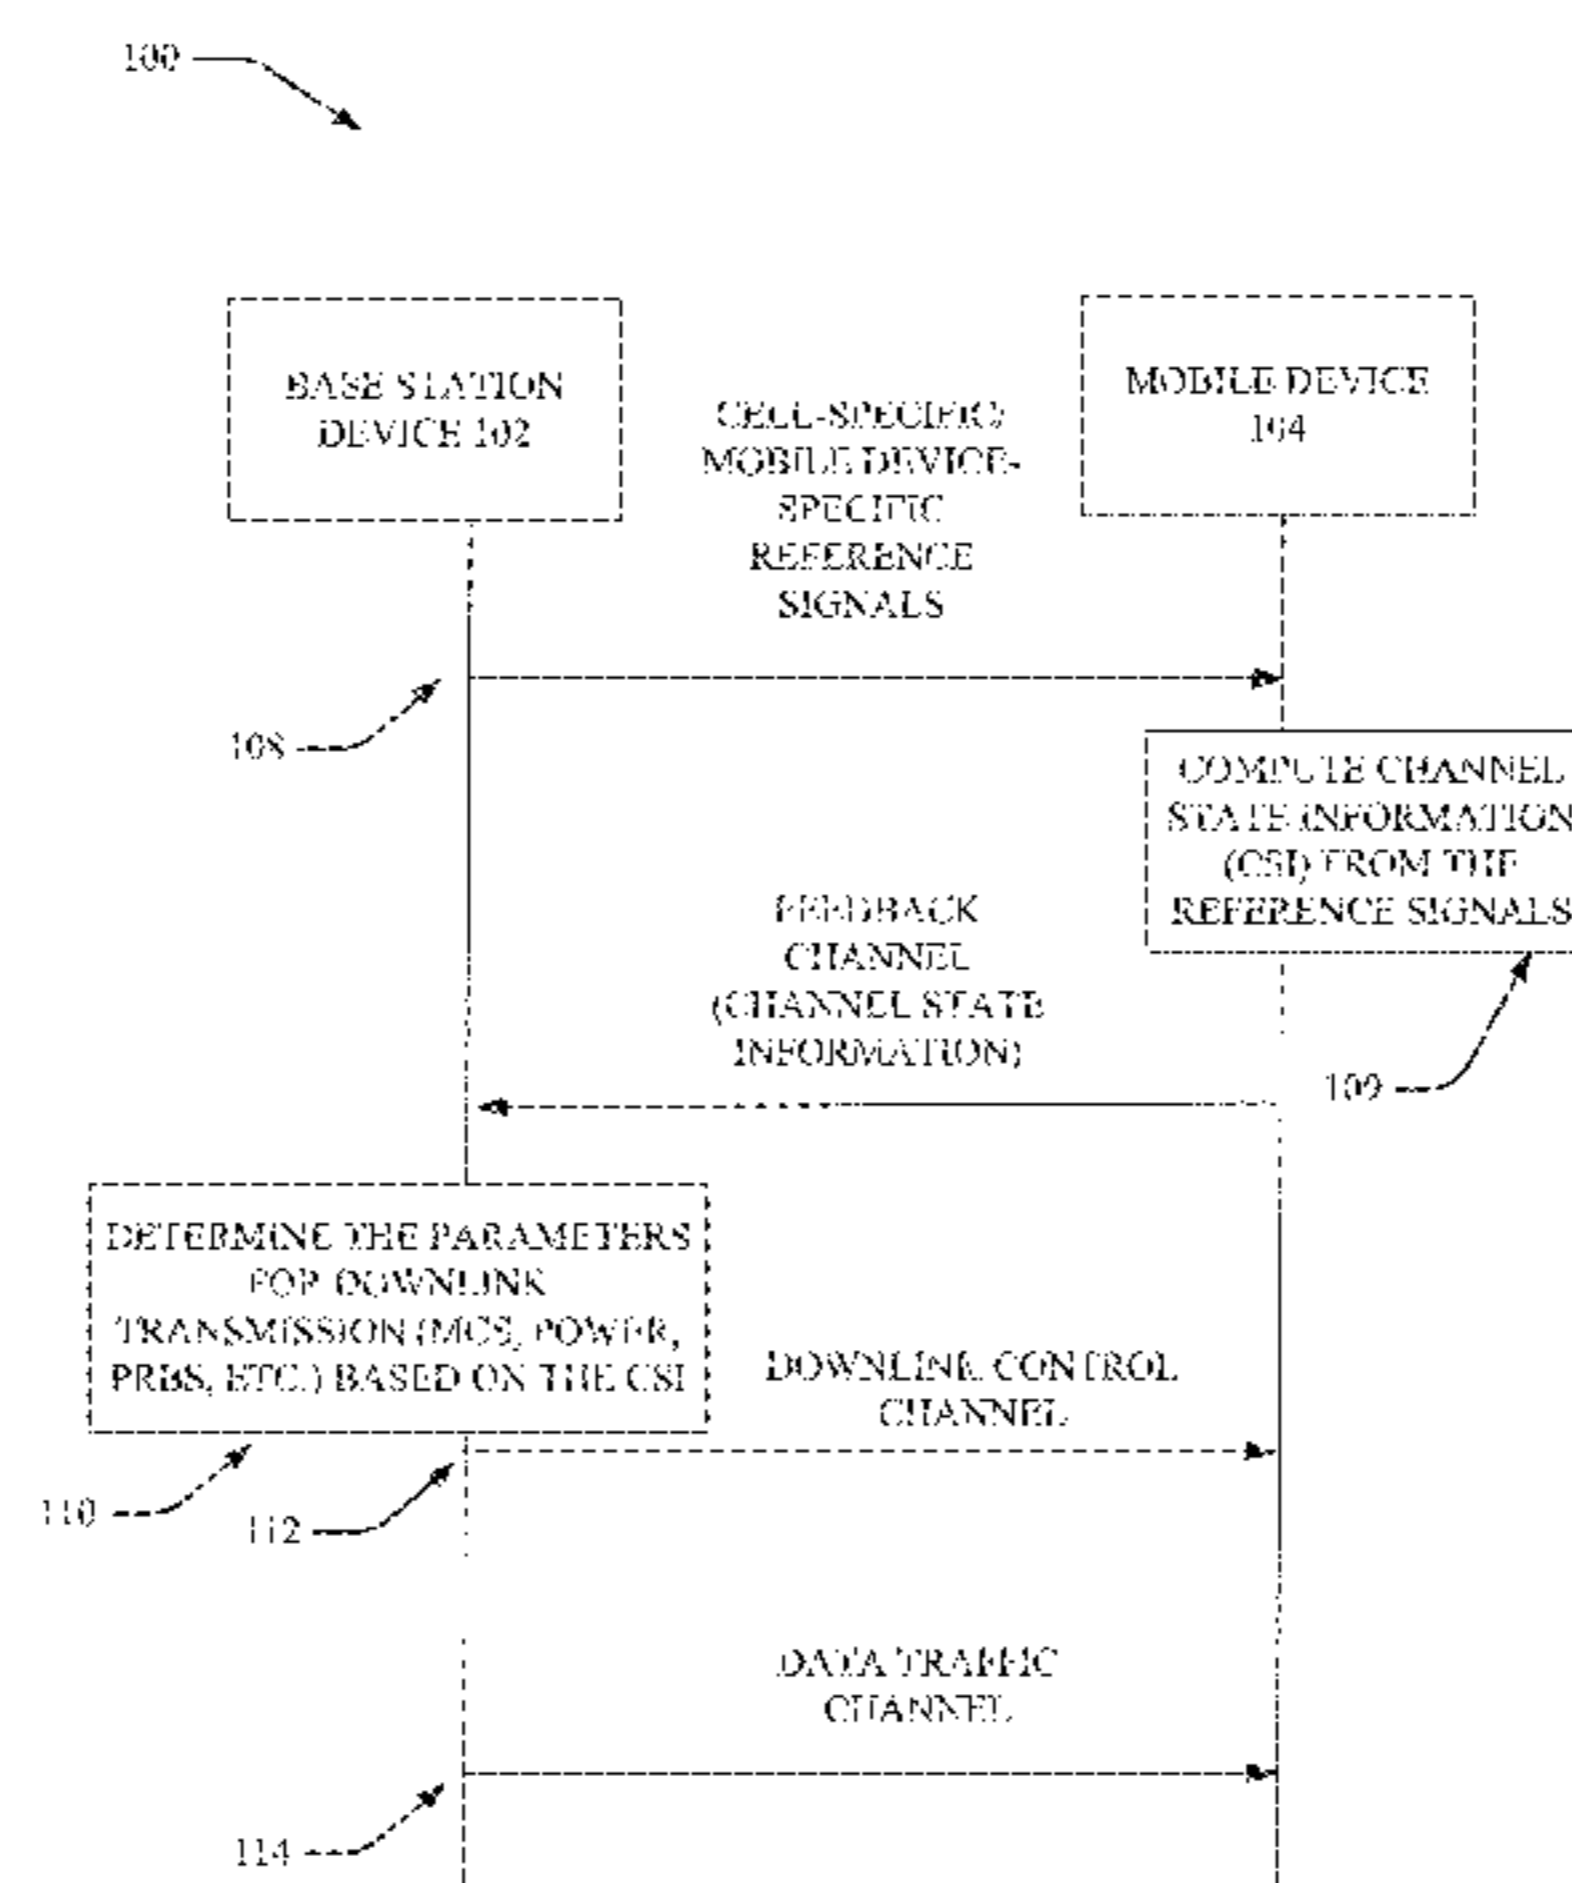 100
BASE STATION
DEVICE 102
MOBILE DEVICE
104
CELL-SPECIFIC/
MOBILE DEVICE-
SPECIFIC
REFERENCE
SIGNALS
108
COMPUTE CHANNEL
STATE INFORMATION
(CSI) FROM THE
REFERENCE SIGNALS
FEEDBACK
CHANNEL
(CHANNEL STATE
INFORMATION)
109
DETERMINE THE PARAMETERS
FOR DOWNLINK
TRANSMISSION (MCS, POWER,
PRBS, ETC.) BASED ON THE CSI
DOWNLINK CONTROL
CHANNEL
110
112
DATA TRAFFIC
CHANNEL
114